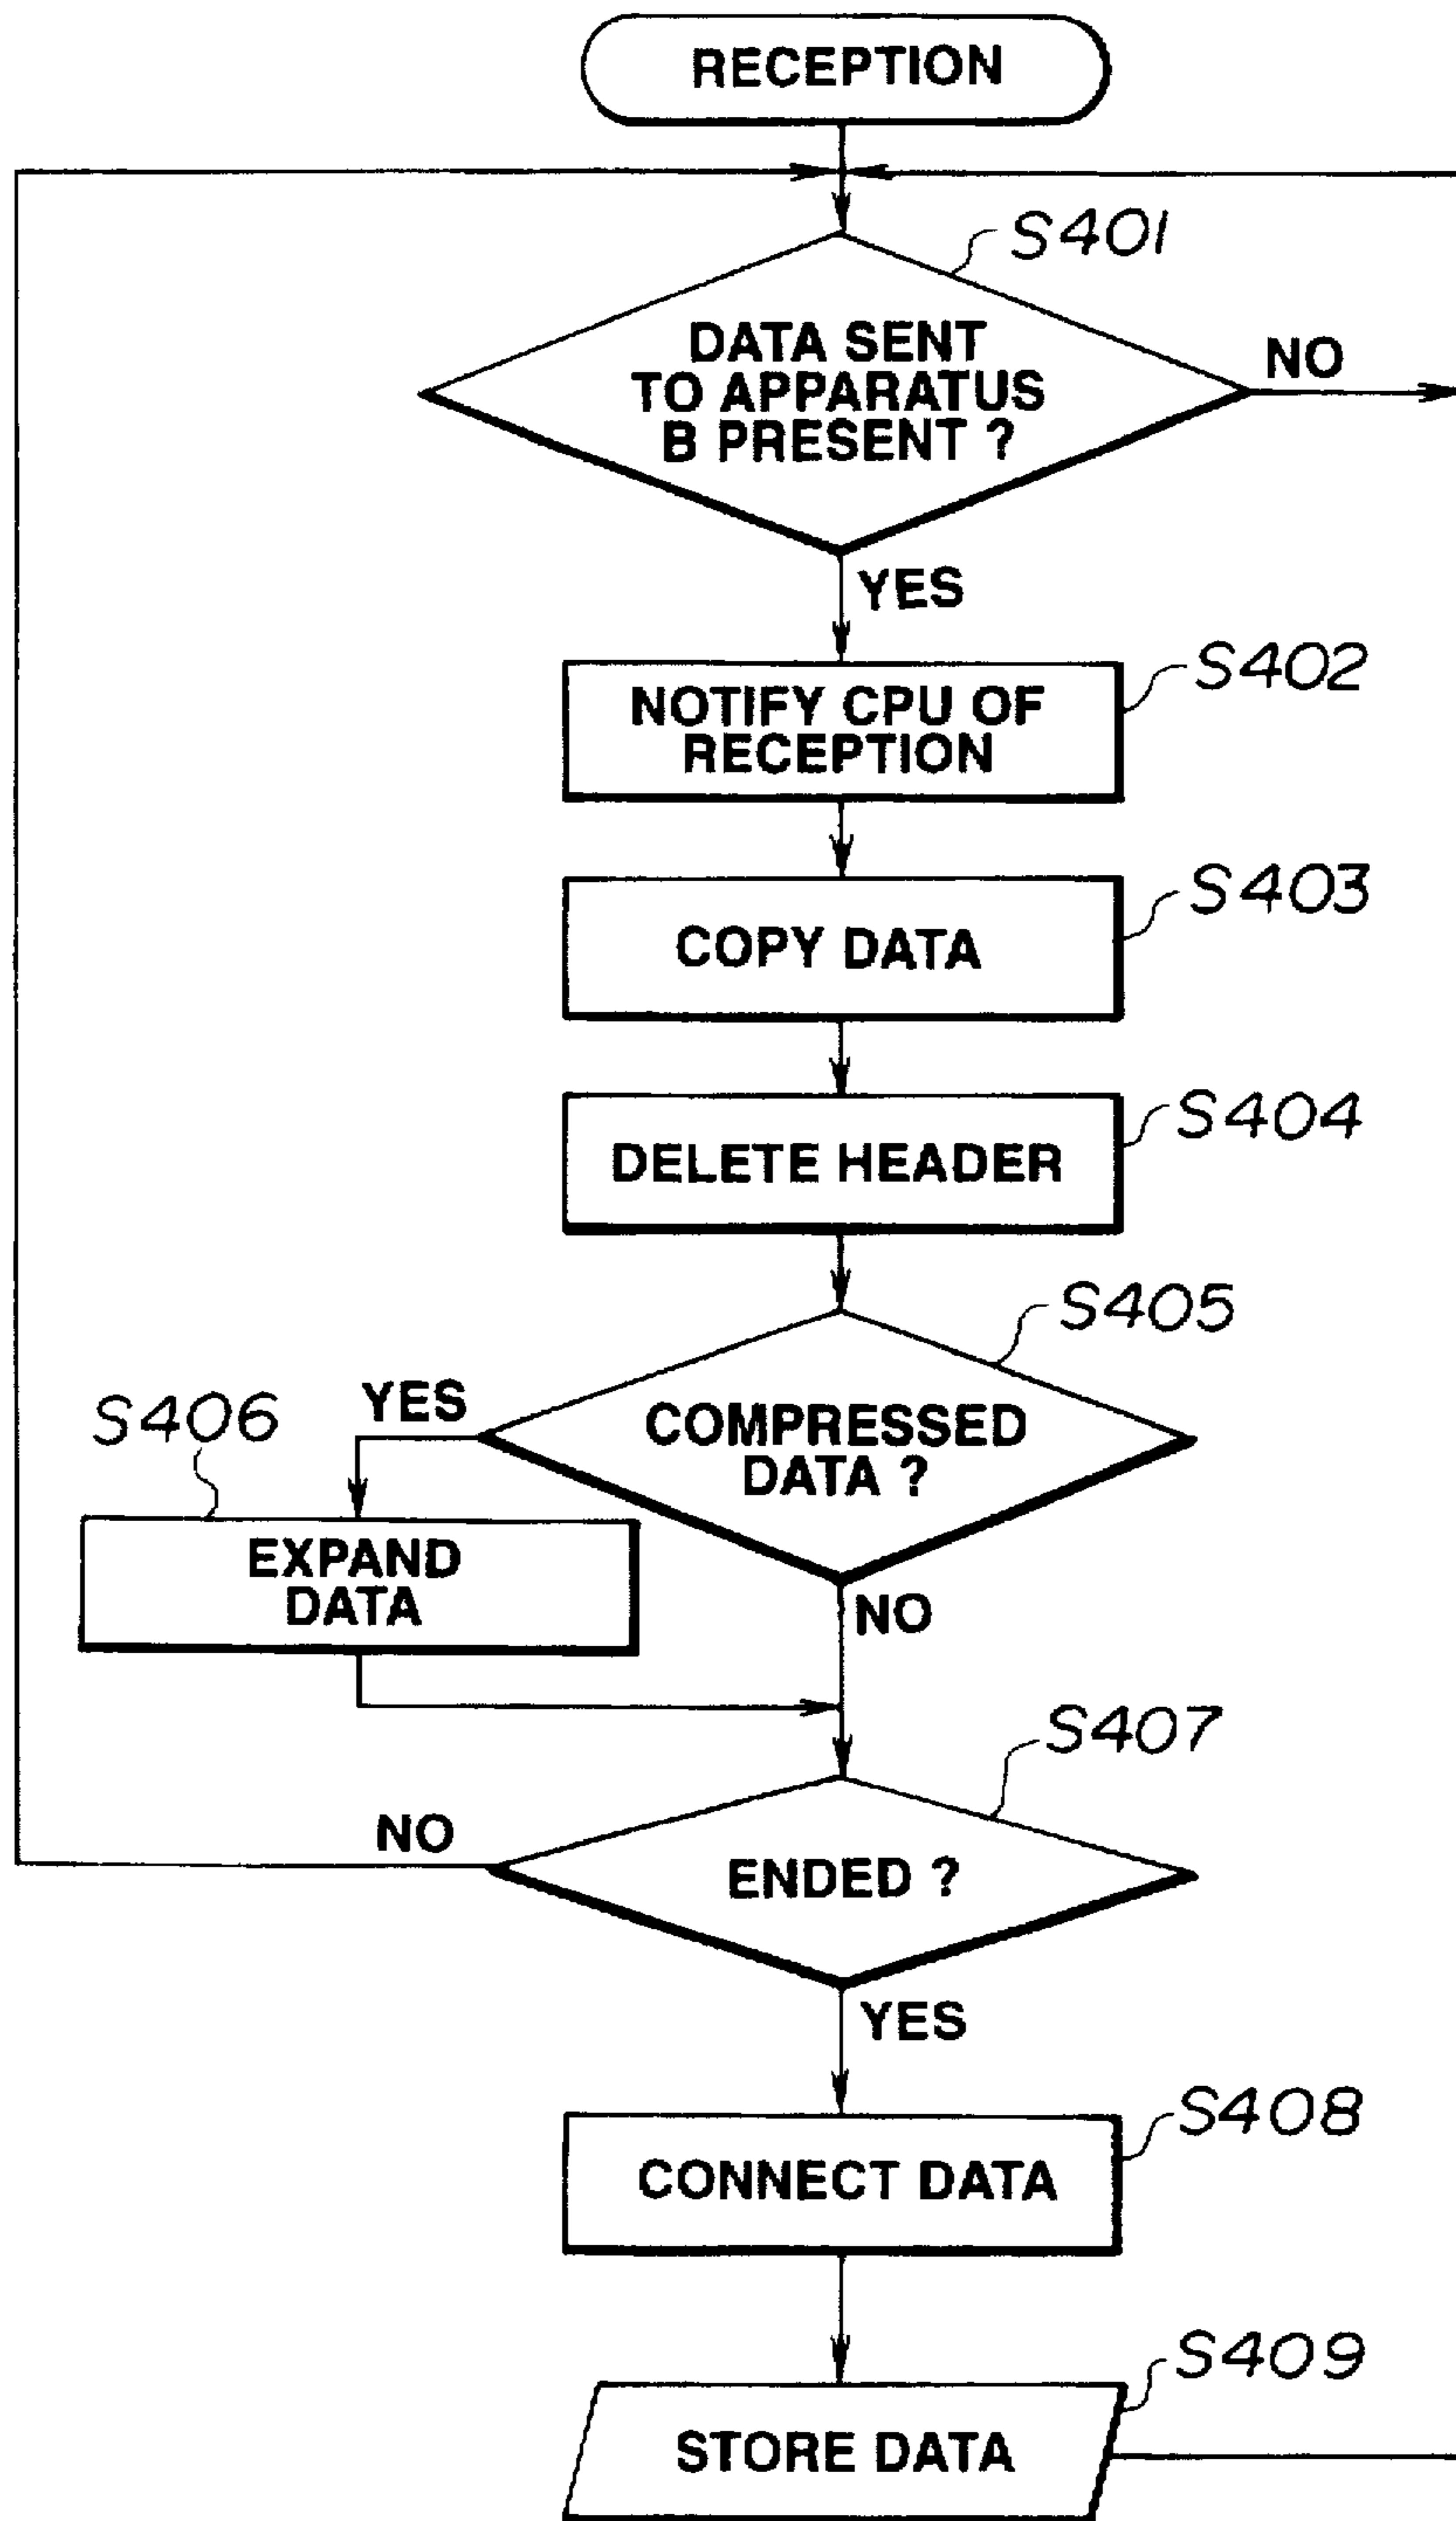 RECEPTION
S401
DATA SENT
TO APPARATUS
B PRESENT ?
NO
YES
S402
NOTIFY CPU OF
RECEPTION
S403
COPY DATA
S404
DELETE HEADER
S405
YES
COMPRESSED
DATA ?
S406
EXPAND
DATA
NO
S407
NO
ENDED ?
YES
S408
CONNECT DATA
S409
STORE DATA